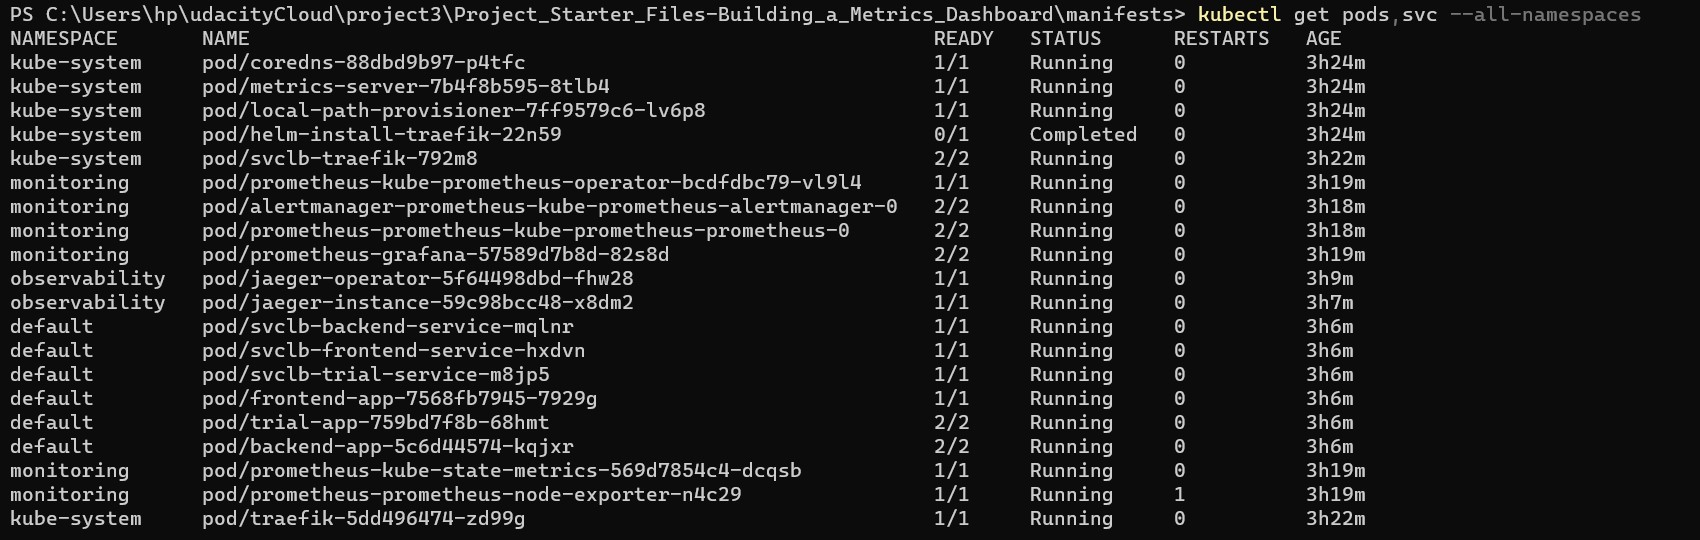 PS C:\Users\hp\udacityCloud\project3\Project_Starter_Files-Building_a_Metrics_Dashboard\manifests> kubectl get pods,svc --all-namespaces
NAMESPACE NAME READY STATUS RESTARTS AGE
kube-system pod/coredns-88dbd9b97-p4tfc 1/1 Running 0 3h24m
kube-system pod/metrics-server-7b4f8b595-8tlb4 1/1 Running 0 3h24m
kube-system pod/local-path-provisioner-7ff9579c6-lv6p8 1/1 Running 0 3h24m
kube-system pod/helm-install-traefik-22n59 0/1 Completed 0 3h24m
kube-system pod/svclb-traefik-792m8 2/2 Running 0 3h22m
monitoring pod/prometheus-kube-prometheus-operator-bcdfdbc79-vl9l4 1/1 Running 0 3h19m
monitoring pod/alertmanager-prometheus-kube-prometheus-alertmanager-0 2/2 Running 0 3h18m
monitoring pod/prometheus-prometheus-kube-prometheus-prometheus-0 2/2 Running 0 3h18m
monitoring pod/prometheus-grafana-57589d7b8d-82s8d 2/2 Running 0 3h19m
observability pod/jaeger-operator-5f64498dbd-fhw28 1/1 Running 0 3h9m
observability pod/jaeger-instance-59c98bcc48-x8dm2 1/1 Running 0 3h7m
default pod/svclb-backend-service-mqlnr 1/1 Running 0 3h6m
default pod/svclb-frontend-service-hxdvn 1/1 Running 0 3h6m
default pod/svclb-trial-service-m8jp5 1/1 Running 0 3h6m
default pod/frontend-app-7568fb7945-7929g 1/1 Running 0 3h6m
default pod/trial-app-759bd7f8b-68hmt 2/2 Running 0 3h6m
default pod/backend-app-5c6d44574-kqjxr 2/2 Running 0 3h6m
monitoring pod/prometheus-kube-state-metrics-569d7854c4-dcqsb 1/1 Running 0 3h19m
monitoring pod/prometheus-prometheus-node-exporter-n4c29 1/1 Running 1 3h19m
kube-system pod/traefik-5dd496474-zd99g 1/1 Running 0 3h22m